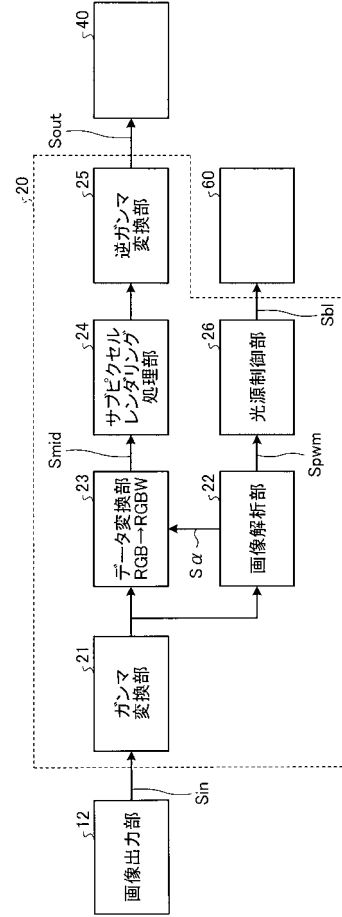 20
12
画像出力部
Sin
21
ガンマ
変換部
23
データ変換部
RGB→RGBW
Smid
24
サブピクセル
レンダリング
処理部
25
逆ガンマ
変換部
Sout
40
Sα
22
画像解析部
Spwm
26
光源制御部
Sbl
60